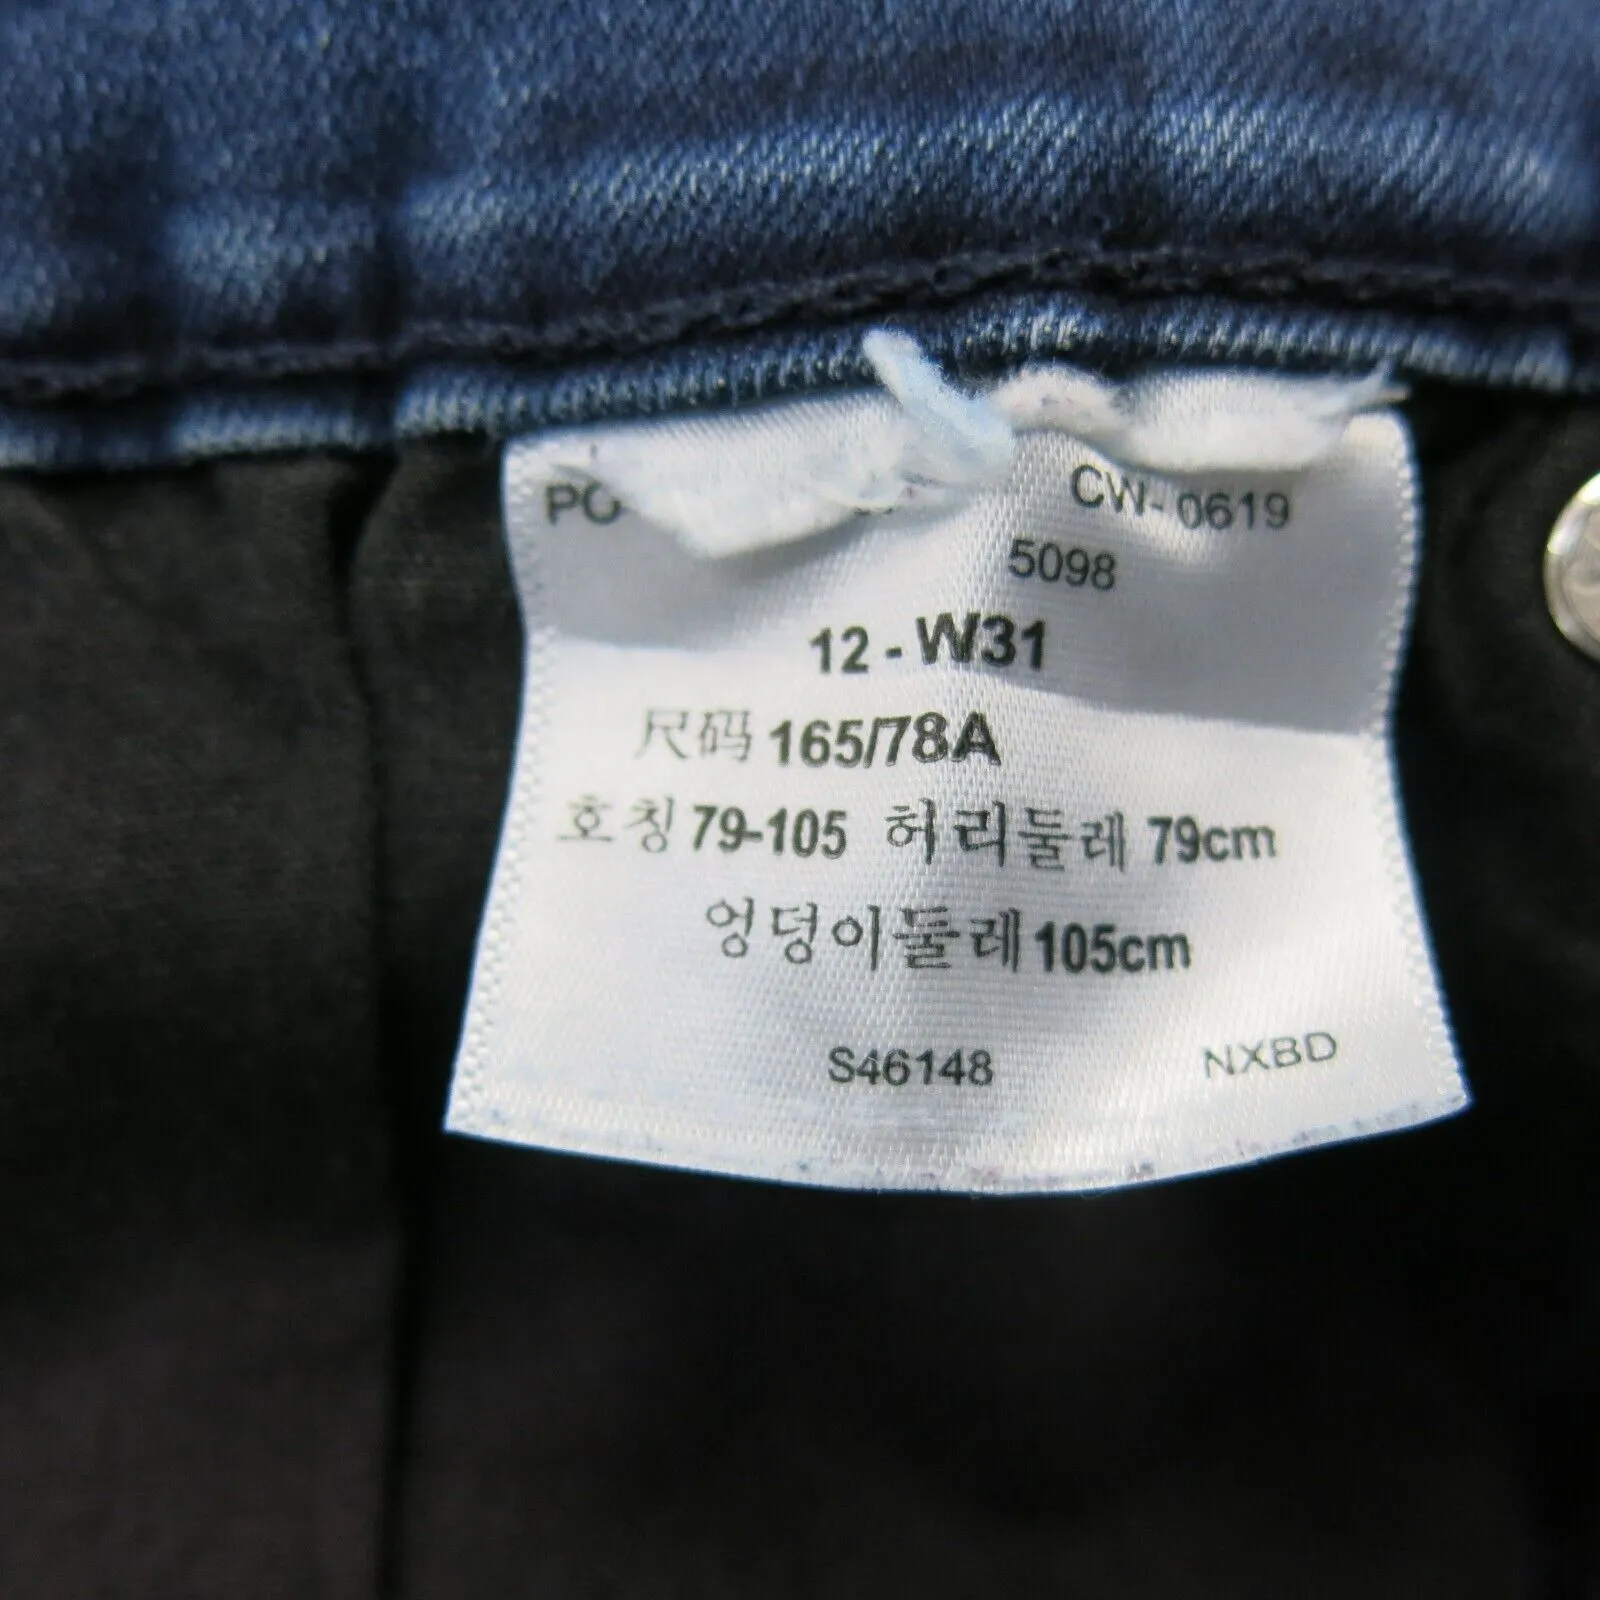 PO CW-0619
5098
12-W31
尺码 165/78A
호칭 79-105 허리둘레 79cm
엉덩이둘레 105cm
S46148 NXBD